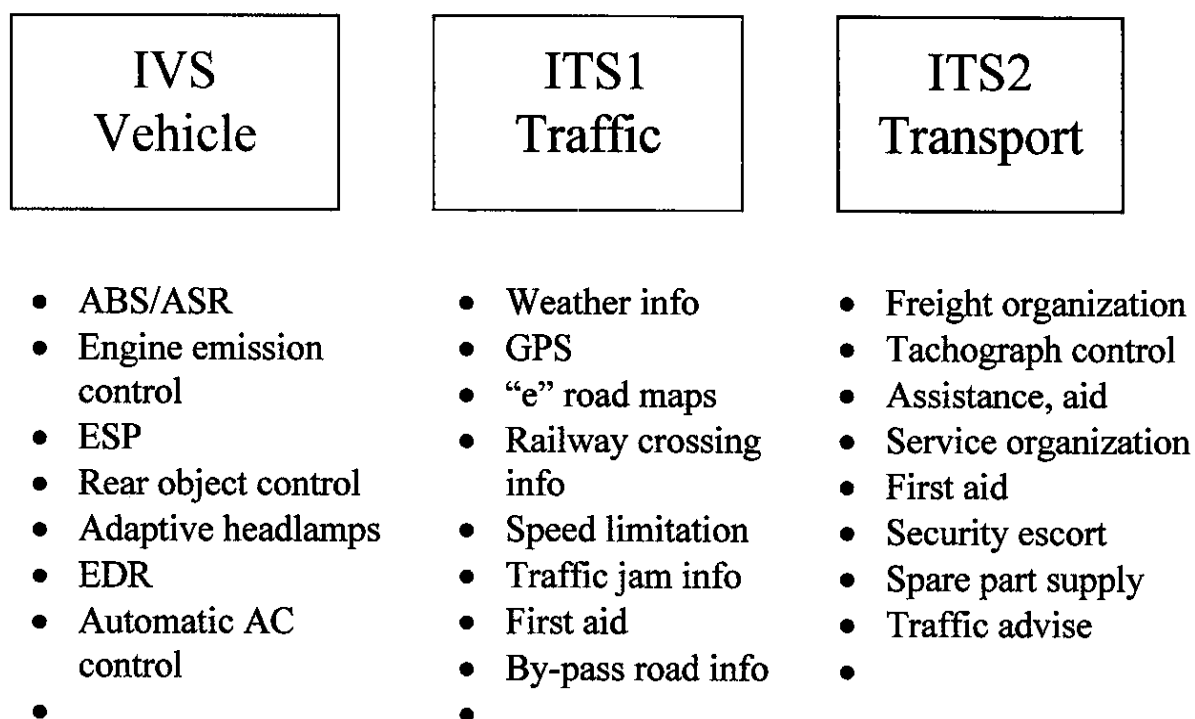 IVS
Vehicle
ITS1
Traffic
ITS2
Transport
• ABS/ASR
• Engine emission
control
• ESP
• Rear object control
• Adaptive headlamps
• EDR
• Automatic AC
control
•
• Weather info
• GPS
• “e” road maps
• Railway crossing
info
• Speed limitation
• Traffic jam info
• First aid
• By-pass road info
•
• Freight organization
• Tachograph control
• Assistance, aid
• Service organization
• First aid
• Security escort
• Spare part supply
• Traffic advise
•